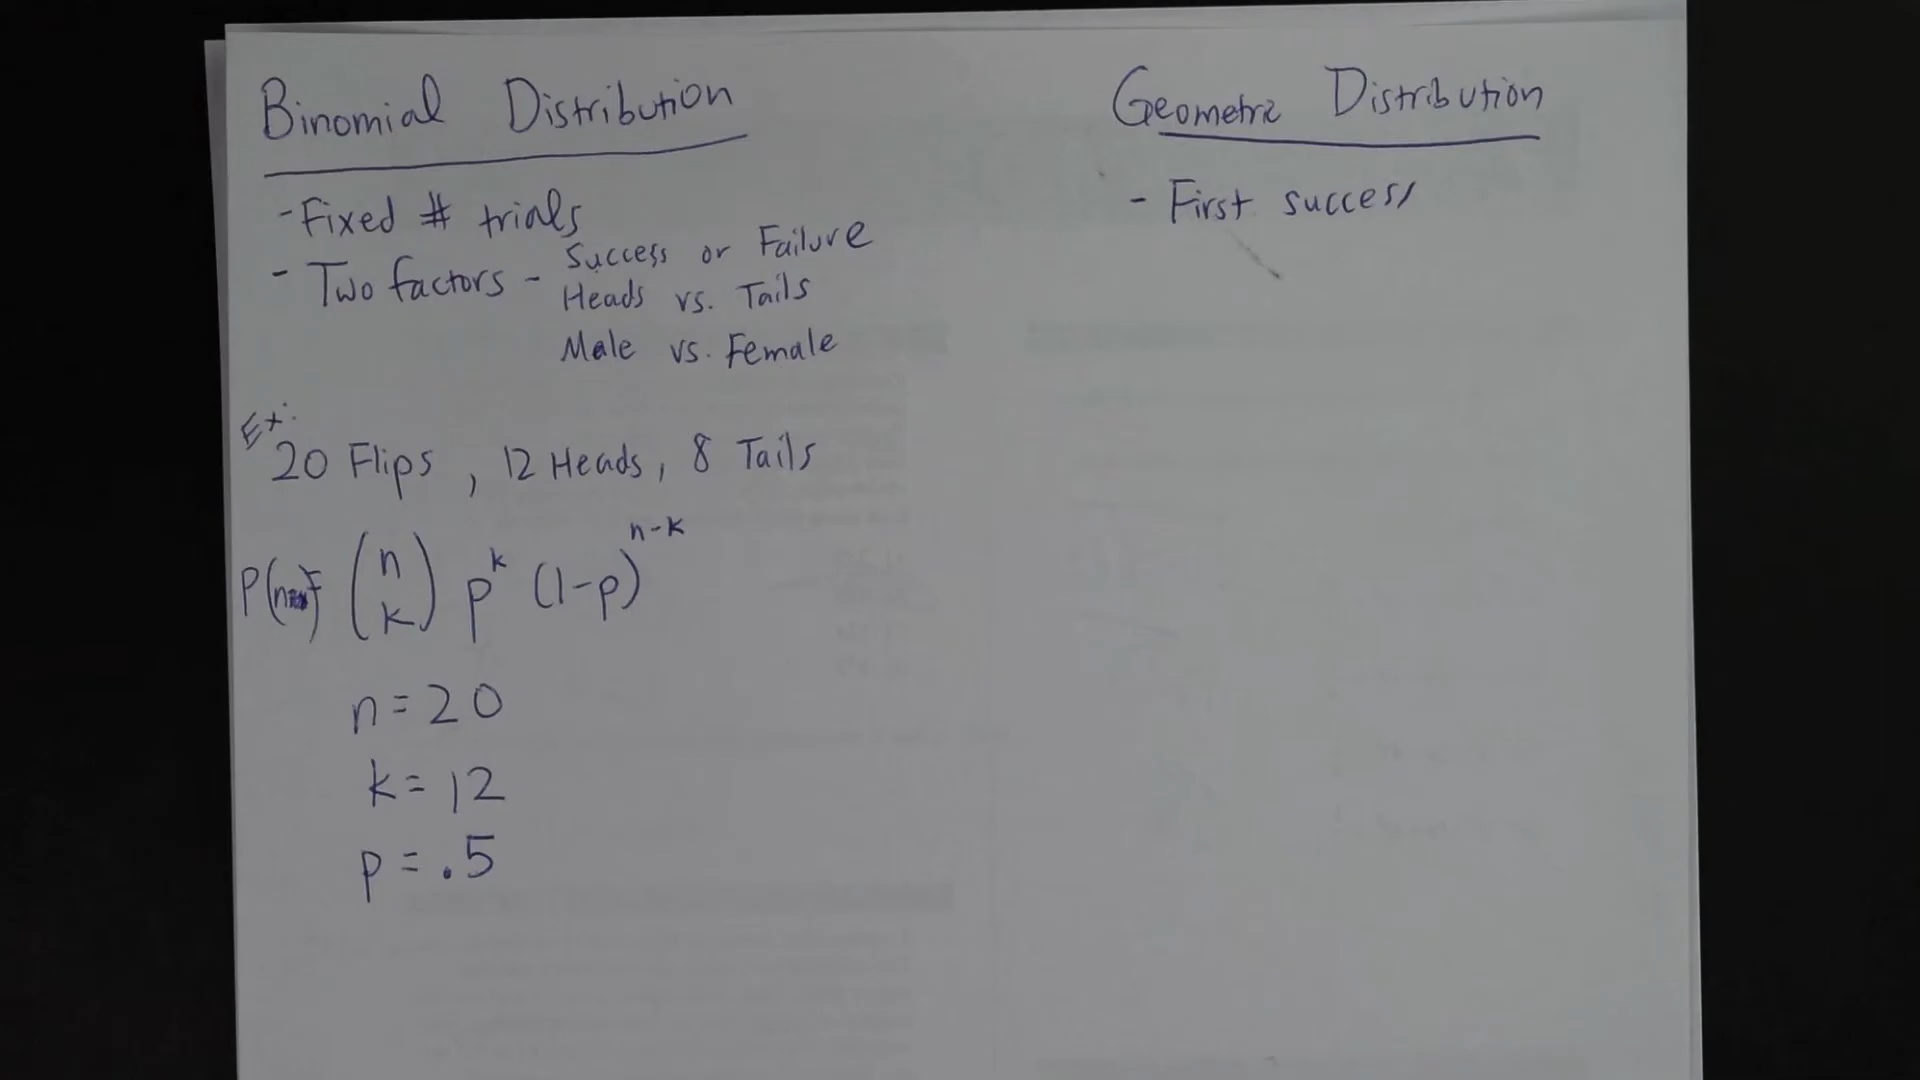 Binomial Distribution
- Fixed # trials
- Two factors - Success or Failure
Heads vs. Tails
Male vs. Female
Ex:
20 Flips, 12 Heads, 8 Tails
P(n) = (n k) p^k (1-p)^n-k
n = 20
k = 12
p = .5
Geometric Distribution
- First success